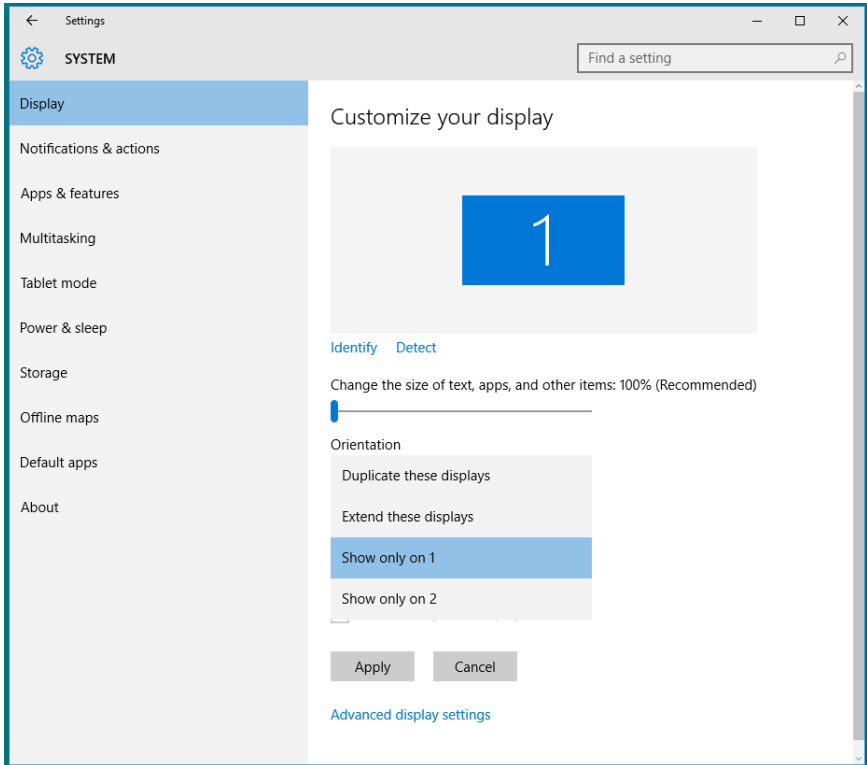 Settings
SYSTEM
Find a setting
Display
Notifications & actions
Apps & features
Multitasking
Tablet mode
Power & sleep
Storage
Offline maps
Default apps
About
Customize your display
1
Identify Detect
Change the size of text, apps, and other items: 100% (Recommended)
Orientation
Duplicate these displays
Extend these displays
Show only on 1
Show only on 2
Apply Cancel
Advanced display settings